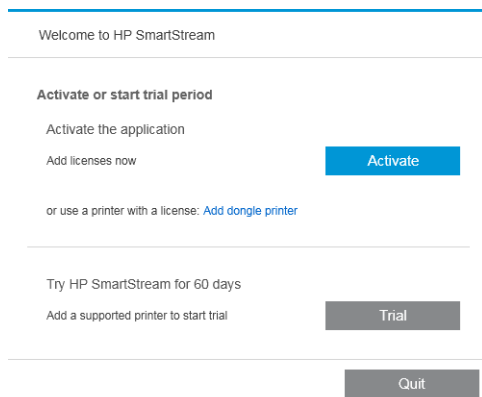 Welcome to HP SmartStream
Activate or start trial period
Activate the application
Add licenses now
Activate
or use a printer with a license: Add dongle printer
Try HP SmartStream for 60 days
Add a supported printer to start trial
Trial
Quit